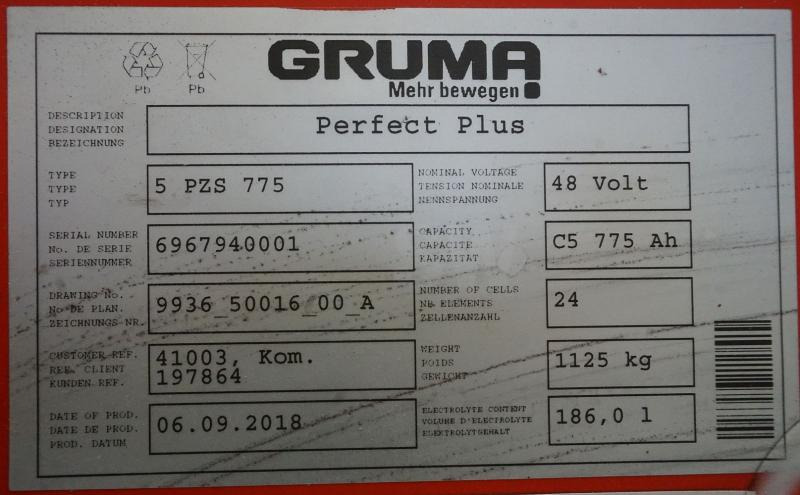 Pb
Pb
GRUMA
Mehr bewegen
DESCRIPTION
DESIGNATION
BEZEICHNUNG
Perfect Plus
TYPE
TYPE
TYP
5 PZS 775
NOMINAL VOLTAGE
TENSION NOMINALE
NENNSPANNUNG
48 Volt
SERIAL NUMBER
No. DE SERIE
SERIENNUMMER
6967940001
CAPACITY
CAPACITE
KAPAZITÄT
C5 775 Ah
DRAWING No.
No DE PLAN.
ZEICHNUNGS-NR.
9936_50016_00_A
NUMBER OF CELLS
Nb ELEMENTS
ZELLENANZAHL
24
CUSTOMER REF.
REF. CLIENT
KUNDEN REF.
41003, Kom.
197864
WEIGHT
POIDS
GEWICHT
1125 kg
DATE OF PROD.
DATE DE PROD.
PROD. DATUM
06.09.2018
ELECTROLYTE CONTENT
VOLUME D'ELECTROLYTE
ELEKTROLYTGEHALT
186,0 l